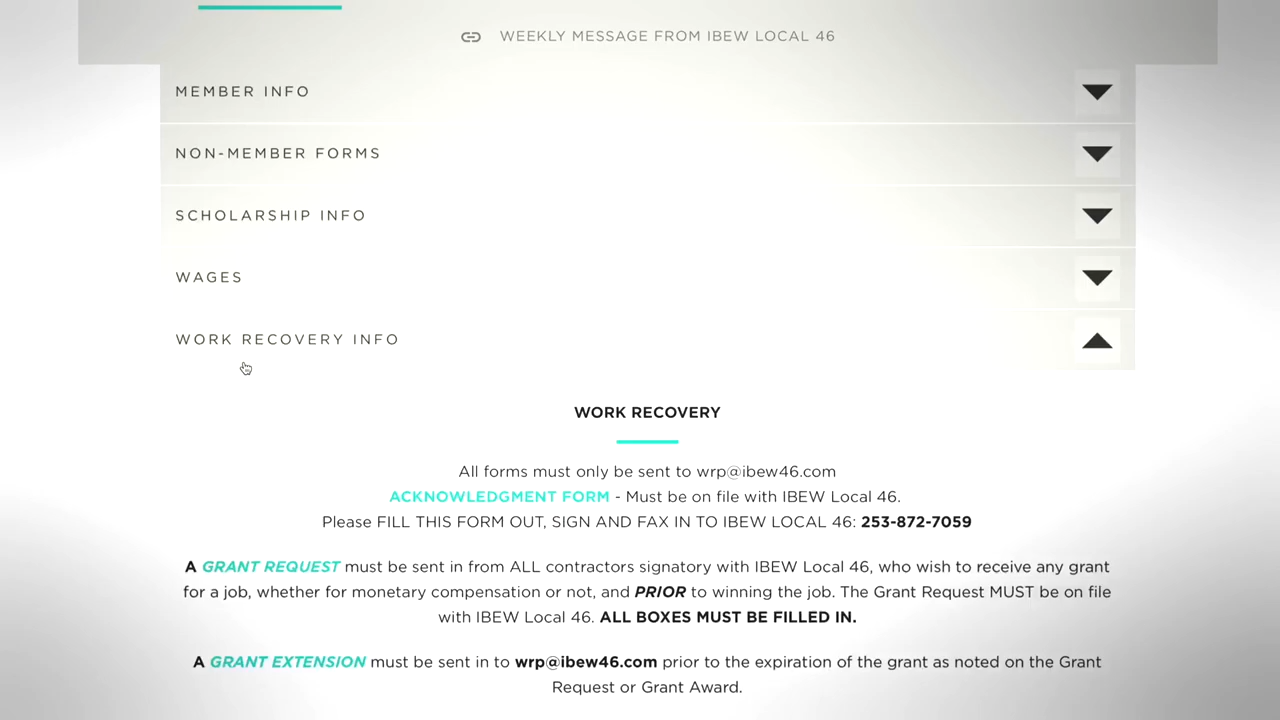 WEEKLY MESSAGE FROM IBEW LOCAL 46
MEMBER INFO
NON-MEMBER FORMS
SCHOLARSHIP INFO
WAGES
WORK RECOVERY INFO
WORK RECOVERY
All forms must only be sent to wrp@ibew46.com
ACKNOWLEDGMENT FORM - Must be on file with IBEW Local 46.
Please FILL THIS FORM OUT, SIGN AND FAX IN TO IBEW LOCAL 46: 253-872-7059
A GRANT REQUEST must be sent in from ALL contractors signatory with IBEW Local 46, who wish to receive any grant
for a job, whether for monetary compensation or not, and PRIOR to winning the job. The Grant Request MUST be on file
with IBEW Local 46. ALL BOXES MUST BE FILLED IN.
A GRANT EXTENSION must be sent in to wrp@ibew46.com prior to the expiration of the grant as noted on the Grant
Request or Grant Award.